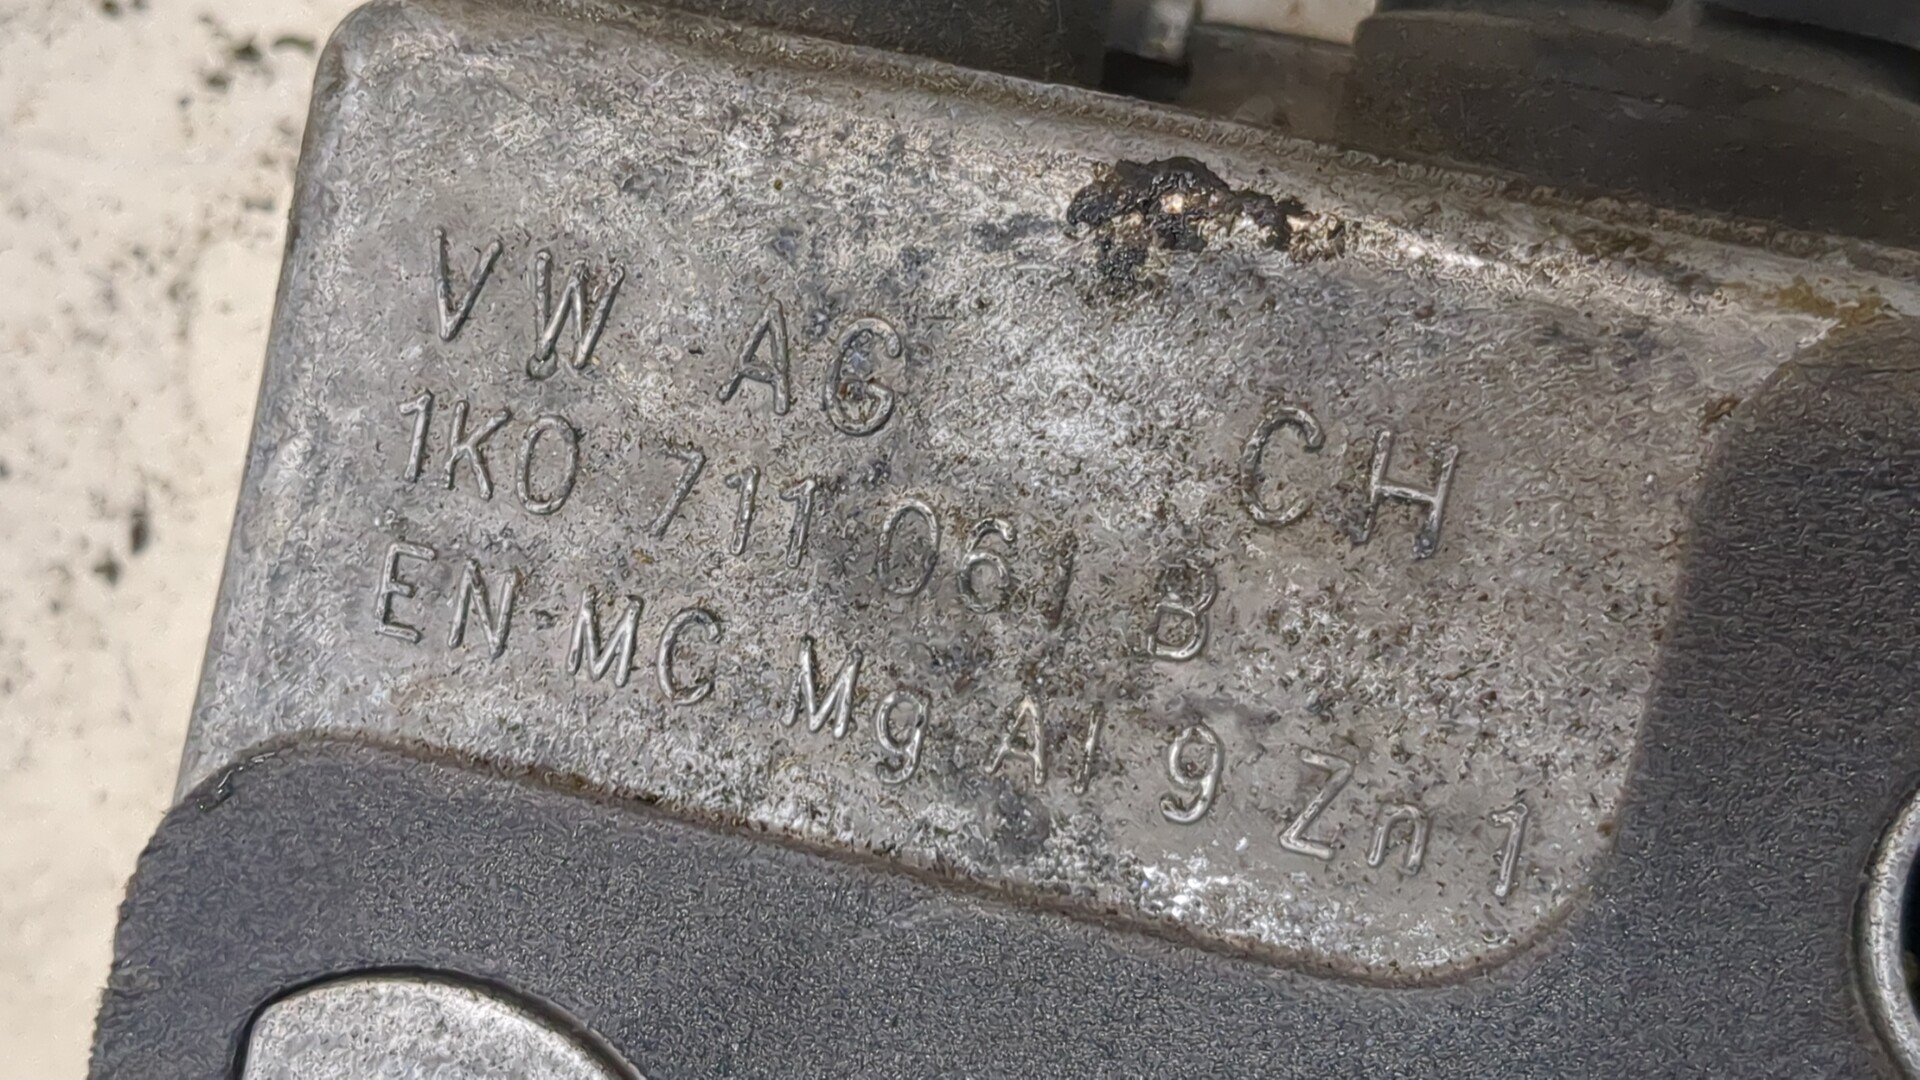 VW AG CH
1K0 711 061 B
EN-MC Mg Al 9 Zn 1